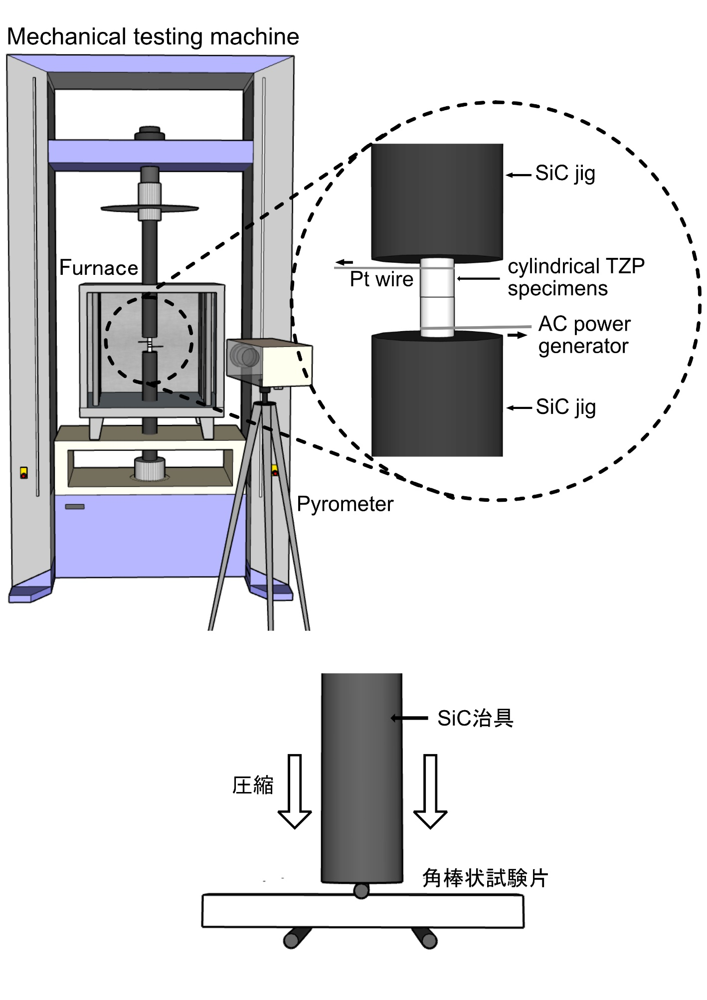 Mechanical testing machine
SiC jig
Furnace
Pt wire
cylindrical TZP
specimens
AC power
generator
SiC jig
Pyrometer
SiC治具
圧縮
角棒状試験片